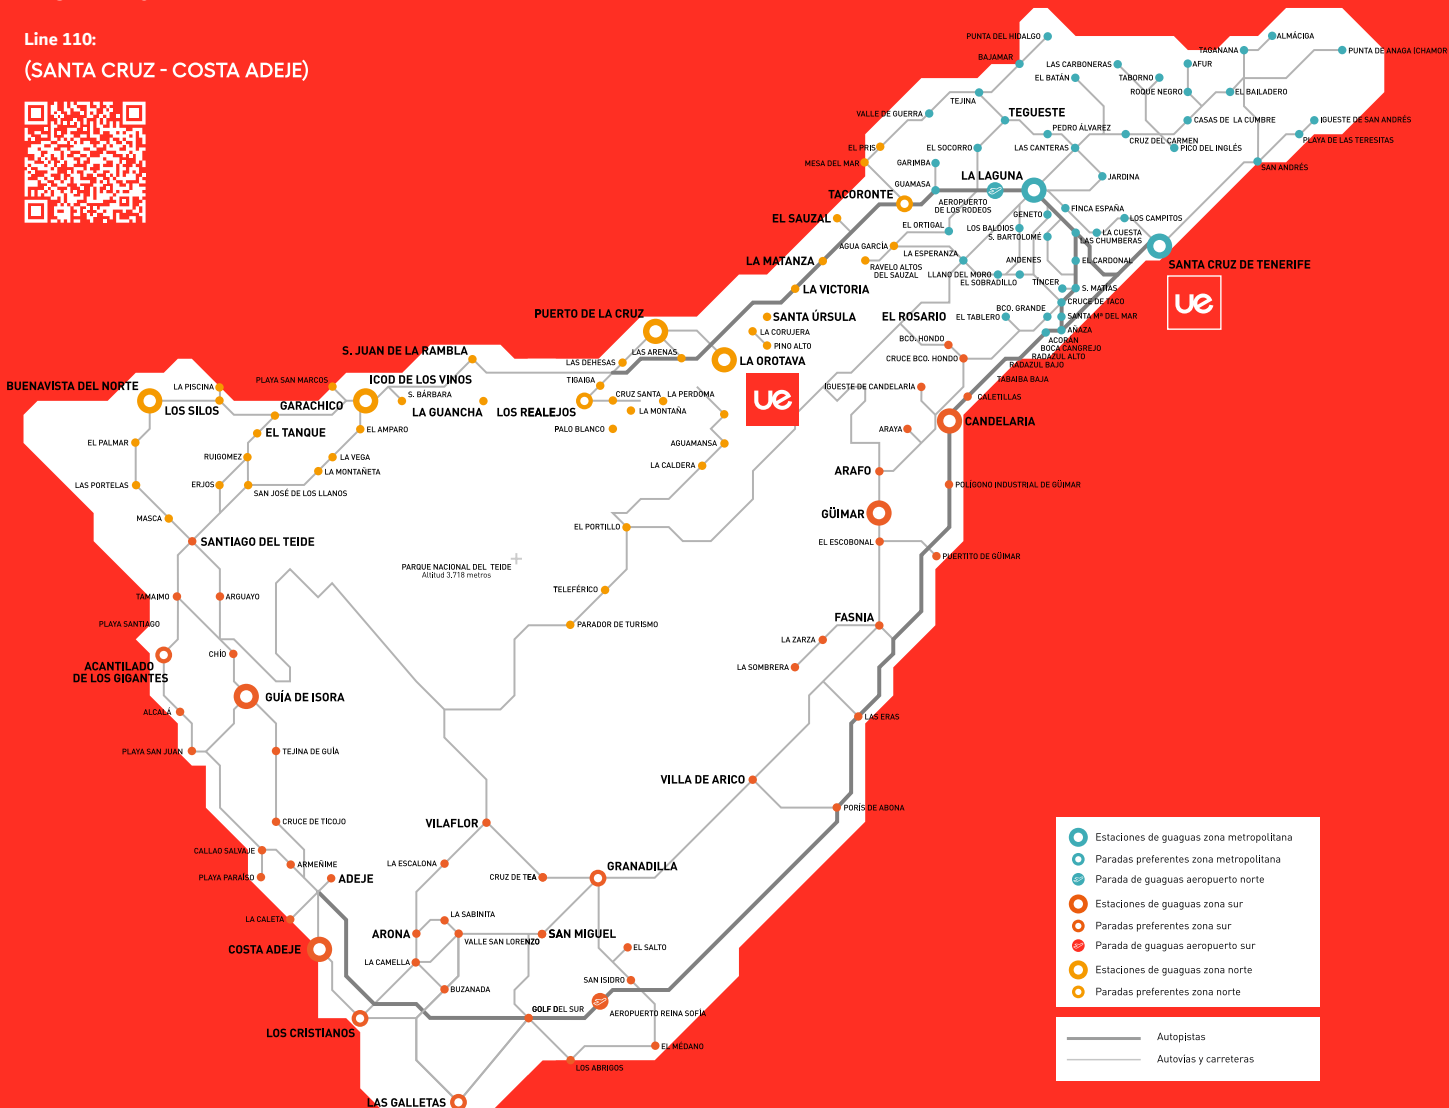 Line 110:
(SANTA CRUZ - COSTA ADEJE)
PUNTA DEL HIDALGO
ALMÁCIGA
BAJAMAR
TAGANANA
PUNTA DE ANAGA (CHAMOR
LAS CARBONERAS
AFUR
EL BATÁN
TABORNO
ROQUE NEGRO
EL BAILADERO
TEJINA
VALLE DE GUERRA
TEGUESTE
CASAS DE LA CUMBRE
IGUESTE DE SAN ANDRÉS
PEDRO ÁLVAREZ
CRUZ DEL CARMEN
PLAYA DE LAS TERESITAS
EL PRIS
EL SOCORRO
LAS CANTERAS
PICO DEL INGLÉS
MESA DEL MAR
GARIMBA
SAN ANDRÉS
LA LAGUNA
JARDINA
GUAMASA
TACORONTE
AEROPUERTO
DE LOS RODEOS
FINCA ESPAÑA
GENETO
LOS CAMPITOS
EL SAUZAL
EL ORTIGAL
LOS BALDIOS
S. BARTOLOMÉ
LA CUESTA
LAS CHUMBERAS
AGUA GARCÍA
LA ESPERANZA
LA MATANZA
RAVELO ALTOS
DEL SAUZAL
ANDENES
EL CARDONAL
SANTA CRUZ DE TENERIFE
LLANO DEL MORO
EL SOBRADILLO
TÍNCER
S. MATÍAS
LA VICTORIA
ue
CRUCE DE TACO
BCO. GRANDE
PUERTO DE LA CRUZ
SANTA ÚRSULA
EL ROSARIO
EL TABLERO
SANTA Mª DEL MAR
AÑAZA
LA CORUJERA
BCO. HONDO
ACORÁN
PINO ALTO
BOCA CANGREJO
S. JUAN DE LA RAMBLA
LAS ARENAS
RADAZUL ALTO
LAS DEHESAS
LA OROTAVA
CRUCE BCO. HONDO
RADAZUL BAJO
TABAIBA BAJA
BUENAVISTA DEL NORTE
LA PISCINA
PLAYA SAN MARCOS
ICOD DE LOS VINOS
TIGAIGA
IGUESTE DE CANDELARÍA
S. BÁRBARA
CRUZ SANTA
LA PERDOMA
ue
CALETILLAS
LOS SILOS
GARACHICO
LA GUANCHA
LOS REALEJOS
LA MONTAÑA
CANDELARIA
EL TANQUE
EL AMPARO
PALO BLANCO
ARAYA
EL PALMAR
AGUAMANSA
RUIGOMEZ
LA VEGA
LA MONTAÑETA
LA CALDERA
ARAFO
LAS PORTELAS
ERJOS
SAN JOSÉ DE LOS LLANOS
POLÍGONO INDUSTRIAL DE GÜIMAR
MASCA
GÜIMAR
EL PORTILLO
SANTIAGO DEL TEIDE
EL ESCOBONAL
PUERTITO DE GÜIMAR
PARQUE NACIONAL DEL TEIDE
Altitud 3,718 metros
TELEFÉRICO
TAMAIMO
ARGUAYO
PLAYA SANTIAGO
PARADOR DE TURISMO
FASNIA
LA ZARZA
CHÍO
ACANTILADO
DE LOS GIGANTES
LA SOMBRERA
GUÍA DE ISORA
ALCALÁ
LAS ERAS
PLAYA SAN JUAN
TEJINA DE GUÍA
VILLA DE ARICO
PORÍS DE ABONA
CRUCE DE TICOJO
VILAFLOR
CALLAO SALVAJE
ARMEÑIME
LA ESCALONA
GRANADILLA
PLAYA PARAÍSO
ADEJE
CRUZ DE TEA
LA SABINITA
LA CALETA
ARONA
VALLE SAN LORENZO
SAN MIGUEL
COSTA ADEJE
EL SALTO
LA CAMELLA
SAN ISIDRO
BUZANADA
GOLF DEL SUR
AEROPUERTO REINA SOFÍA
LOS CRISTIANOS
EL MÉDANO
LOS ABRIGOS
LAS GALLETAS
Estaciones de guaguas zona metropolitana
Paradas preferentes zona metropolitana
Parada de guaguas aeropuerto norte
Estaciones de guaguas zona sur
Paradas preferentes zona sur
Parada de guaguas aeropuerto sur
Estaciones de guaguas zona norte
Paradas preferentes zona norte
Autopistas
Autovias y carreteras